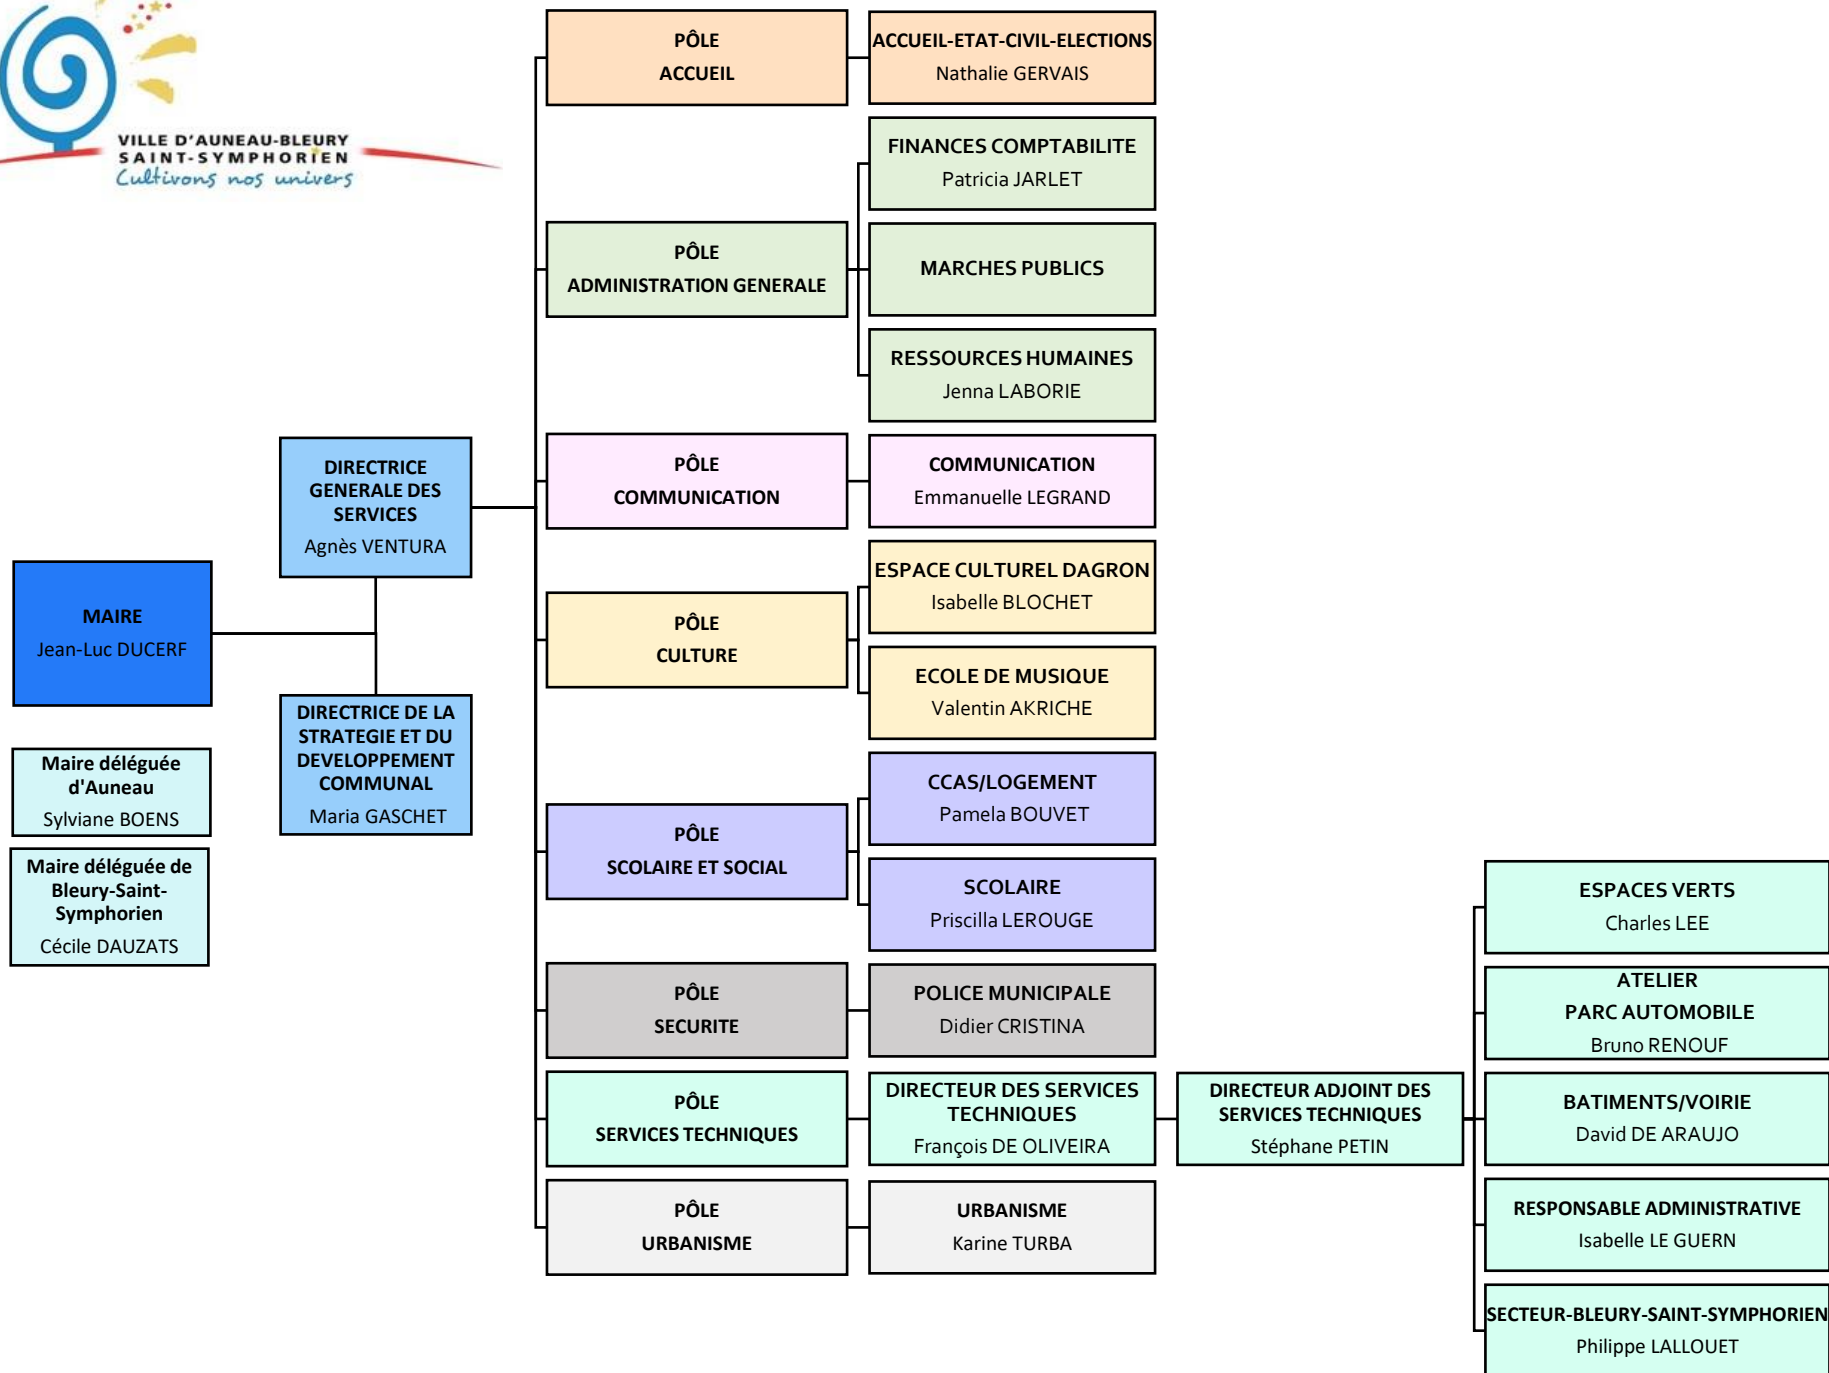 VILLE D'AUNEAU-BLEURY
SAINT-SYMPHORIEN
Cultivons nos univers
MAIRE
Jean-Luc DUCERF
Maire déléguée
d'Auneau
Sylviane BOENS
Maire déléguée de
Bleury-Saint-
Symphorien
Cécile DAUZATS
DIRECTRICE
GENERALE DES
SERVICES
Agnès VENTURA
DIRECTRICE DE LA
STRATEGIE ET DU
DEVELOPPEMENT
COMMUNAL
Maria GASCHET
PÔLE
ACCUEIL
ACCUEIL-ETAT-CIVIL-ELECTIONS
Nathalie GERVAIS
PÔLE
ADMINISTRATION GENERALE
FINANCES COMPTABILITE
Patricia JARLET
MARCHES PUBLICS
RESSOURCES HUMAINES
Jenna LABORIE
PÔLE
COMMUNICATION
COMMUNICATION
Emmanuelle LEGRAND
PÔLE
CULTURE
ESPACE CULTUREL DAGRON
Isabelle BLOCHET
ECOLE DE MUSIQUE
Valentin AKRICHE
PÔLE
SCOLAIRE ET SOCIAL
CCAS/LOGEMENT
Pamela BOUVET
SCOLAIRE
Priscilla LEROUGE
PÔLE
SECURITE
POLICE MUNICIPALE
Didier CRISTINA
PÔLE
SERVICES TECHNIQUES
DIRECTEUR DES SERVICES
TECHNIQUES
François DE OLIVEIRA
DIRECTEUR ADJOINT DES
SERVICES TECHNIQUES
Stéphane PETIN
ESPACES VERTS
Charles LEE
ATELIER
PARC AUTOMOBILE
Bruno RENOUF
BATIMENTS/VOIRIE
David DE ARAUJO
RESPONSABLE ADMINISTRATIVE
Isabelle LE GUERN
SECTEUR-BLEURY-SAINT-SYMPHORIEN
Philippe LALLOUET
PÔLE
URBANISME
URBANISME
Karine TURBA